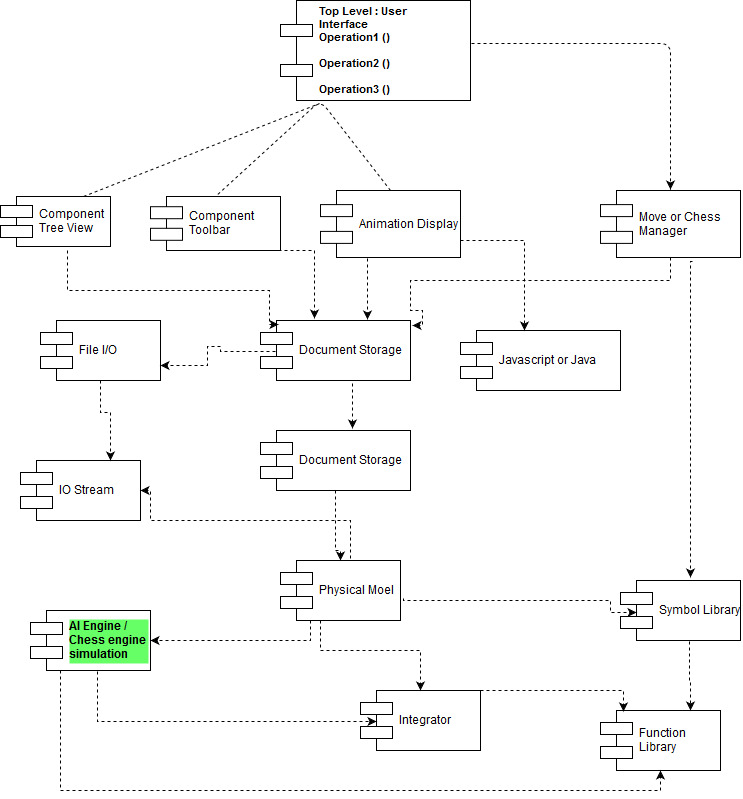 Top Level : User
Interface
Operation1 ()
Operation2 ()
Operation3 ()
Component
Tree View
Component
Toolbar
Animation Display
Move or Chess
Manager
File I/O
Document Storage
Javascript or Java
Document Storage
IO Stream
Physical Moel
Symbol Library
AI Engine /
Chess engine
simulation
Integrator
Function
Library